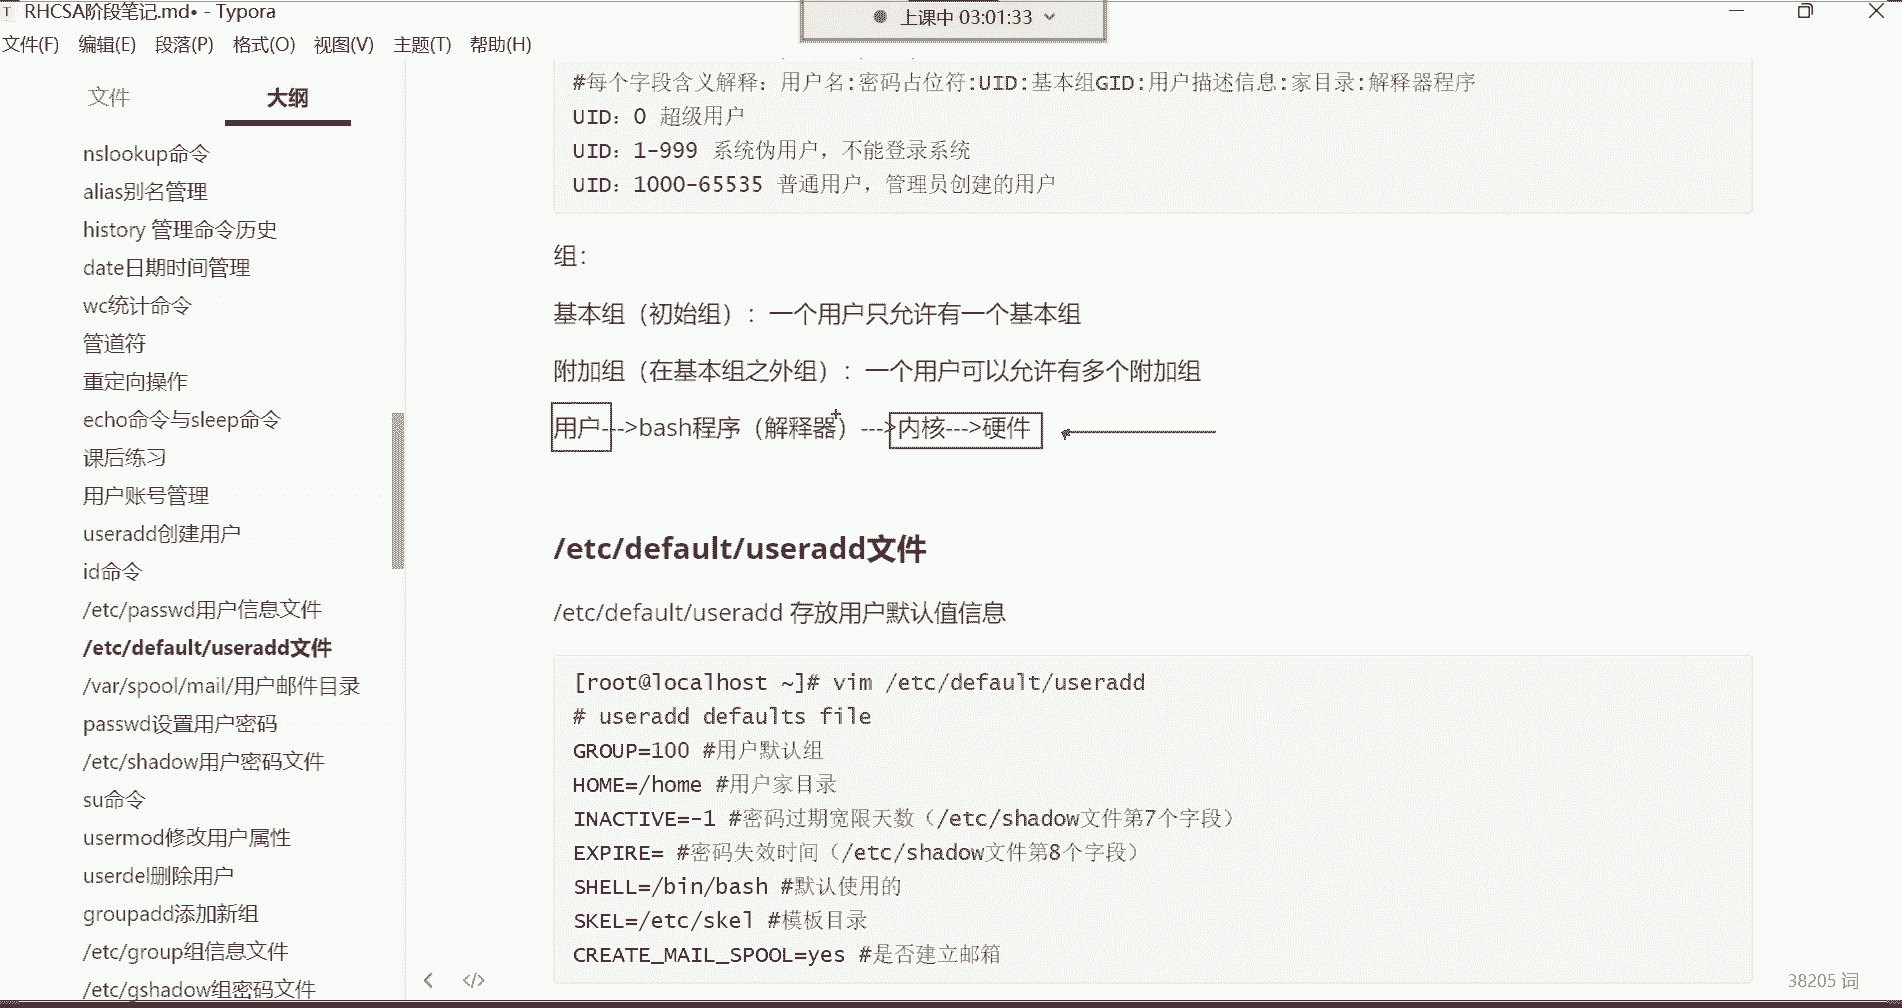 RHCSA阶段笔记.md• - Typora
上课中 03:01:33
文件(F) 编辑(E) 段落(P) 格式(O) 视图(V) 主题(T) 帮助(H)
文件 大纲
nslookup命令
alias别名管理
history 管理命令历史
date日期时间管理
wc统计命令
管道符
重定向操作
echo命令与sleep命令
课后练习
用户账号管理
useradd创建用户
id命令
/etc/passwd用户信息文件
/etc/default/useradd文件
/var/spool/mail/用户邮件目录
passwd设置用户密码
/etc/shadow用户密码文件
su命令
usermod修改用户属性
userdel删除用户
groupadd添加新组
/etc/group组信息文件
/etc/gshadow组密码文件
#每个字段含义解释：用户名:密码占位符:UID:基本组GID:用户描述信息:家目录:解释器程序
UID：0 超级用户
UID：1-999 系统伪用户，不能登录系统
UID：1000-65535 普通用户，管理员创建的用户
组：
基本组（初始组）：一个用户只允许有一个基本组
附加组（在基本组之外组）：一个用户可以允许有多个附加组
用户--->bash程序（解释器）--->内核--->硬件
/etc/default/useradd文件
/etc/default/useradd 存放用户默认值信息
[root@localhost ~]# vim /etc/default/useradd
# useradd defaults file
GROUP=100 #用户默认组
HOME=/home #用户家目录
INACTIVE=-1 #密码过期宽限天数（/etc/shadow文件第7个字段）
EXPIRE= #密码失效时间（/etc/shadow文件第8个字段）
SHELL=/bin/bash #默认使用的
SKEL=/etc/skel #模板目录
CREATE_MAIL_SPOOL=yes #是否建立邮箱
38205 词